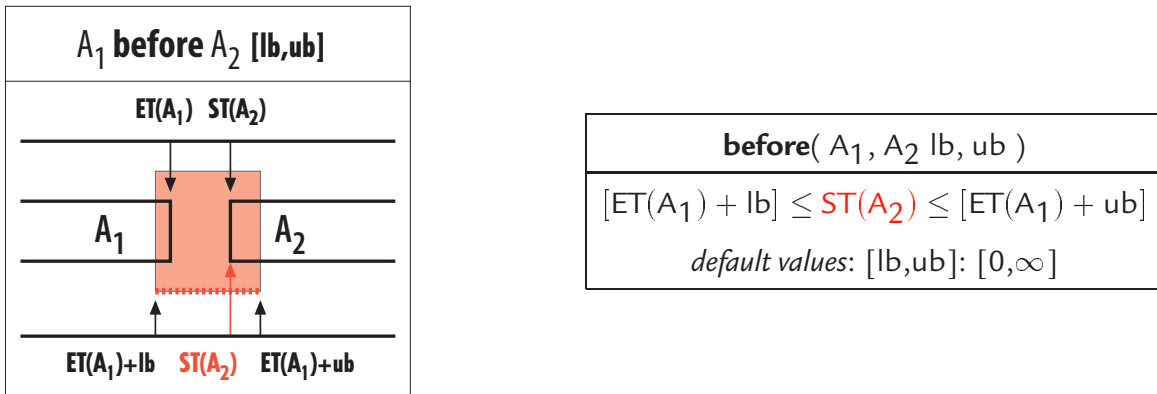 A₁ before A₂ [lb,ub]
ET(A₁) ST(A₂)
A₁ A₂
ET(A₁)+lb ST(A₂) ET(A₁)+ub
before( A₁, A₂ lb, ub )
[ET(A₁) + lb] ≤ ST(A₂) ≤ [ET(A₁) + ub]
default values: [lb,ub]: [0,∞]